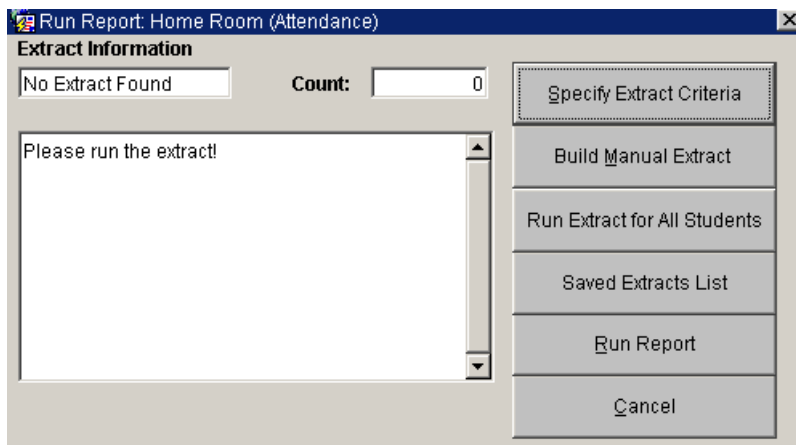 Run Report: Home Room (Attendance)
Extract Information
No Extract Found Count: 0
Please run the extract!
Specify Extract Criteria
Build Manual Extract
Run Extract for All Students
Saved Extracts List
Run Report
Cancel